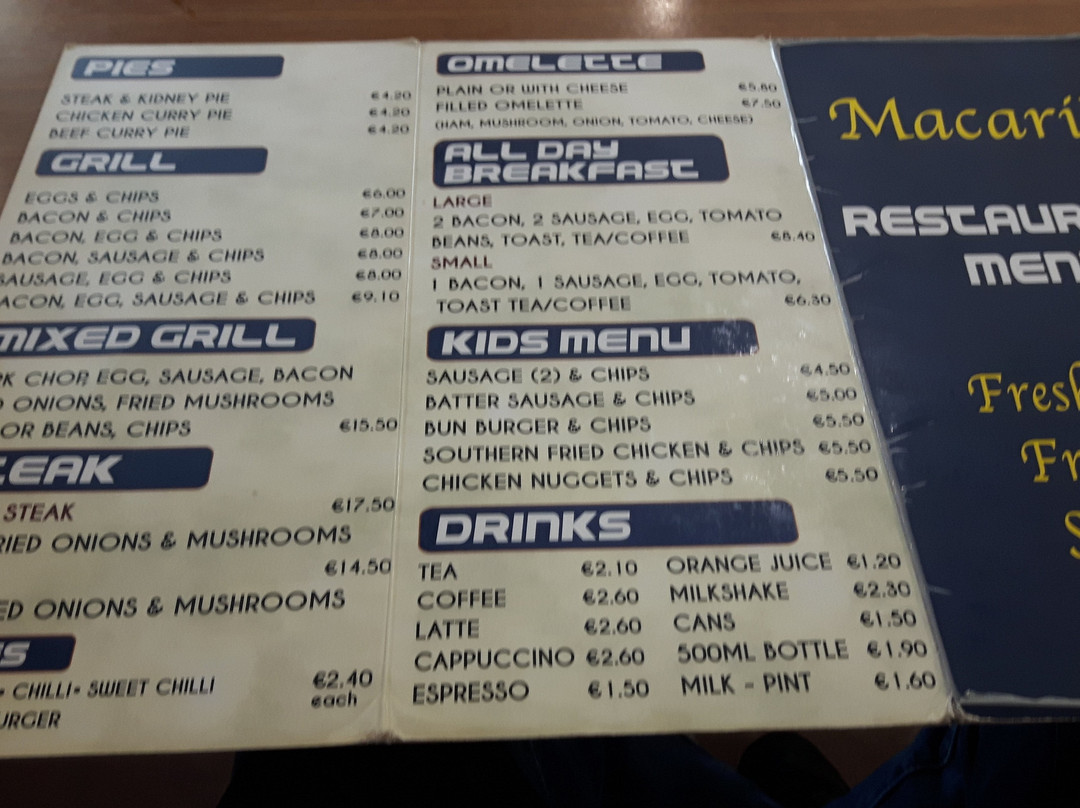 PIES
STEAK & KIDNEY PIE €4.20
CHICKEN CURRY PIE €4.20
BEEF CURRY PIE €4.20
GRILL
EGGS & CHIPS €6.00
BACON & CHIPS €7.00
BACON, EGG & CHIPS €8.00
BACON, SAUSAGE & CHIPS €8.00
SAUSAGE, EGG & CHIPS €8.00
ACON, EGG, SAUSAGE & CHIPS €9.10
MIXED GRILL
RK CHOP, EGG, SAUSAGE, BACON
D ONIONS, FRIED MUSHROOMS
OR BEANS, CHIPS €15.50
TEAK
STEAK €17.50
RIED ONIONS & MUSHROOMS
€14.50
ED ONIONS & MUSHROOMS
S
• CHILLI • SWEET CHILLI €2.40
each
URGER
OMELETTE
PLAIN OR WITH CHEESE €5.80
FILLED OMELETTE €7.50
(HAM, MUSHROOM, ONION, TOMATO, CHEESE)
ALL DAY
BREAKFAST
LARGE
2 BACON, 2 SAUSAGE, EGG, TOMATO
BEANS, TOAST, TEA/COFFEE €8.40
SMALL
1 BACON, 1 SAUSAGE, EGG, TOMATO,
TOAST TEA/COFFEE €6.30
KIDS MENU
SAUSAGE (2) & CHIPS €4.50
BATTER SAUSAGE & CHIPS €5.00
BUN BURGER & CHIPS €5.50
SOUTHERN FRIED CHICKEN & CHIPS €5.50
CHICKEN NUGGETS & CHIPS €5.50
DRINKS
TEA €2.10 ORANGE JUICE €1.20
COFFEE €2.60 MILKSHAKE €2.30
LATTE €2.60 CANS €1.50
CAPPUCCINO €2.60 500ML BOTTLE €1.90
ESPRESSO €1.50 MILK - PINT €1.60
Macari
RESTAUR
MEN
Fresh
Fr
S